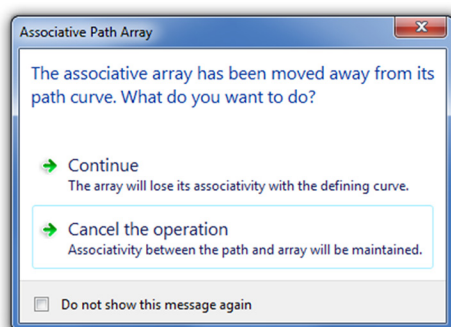 Associative Path Array
The associative array has been moved away from its
path curve. What do you want to do?
Continue
The array will lose its associativity with the defining curve.
Cancel the operation
Associativity between the path and array will be maintained.
Do not show this message again